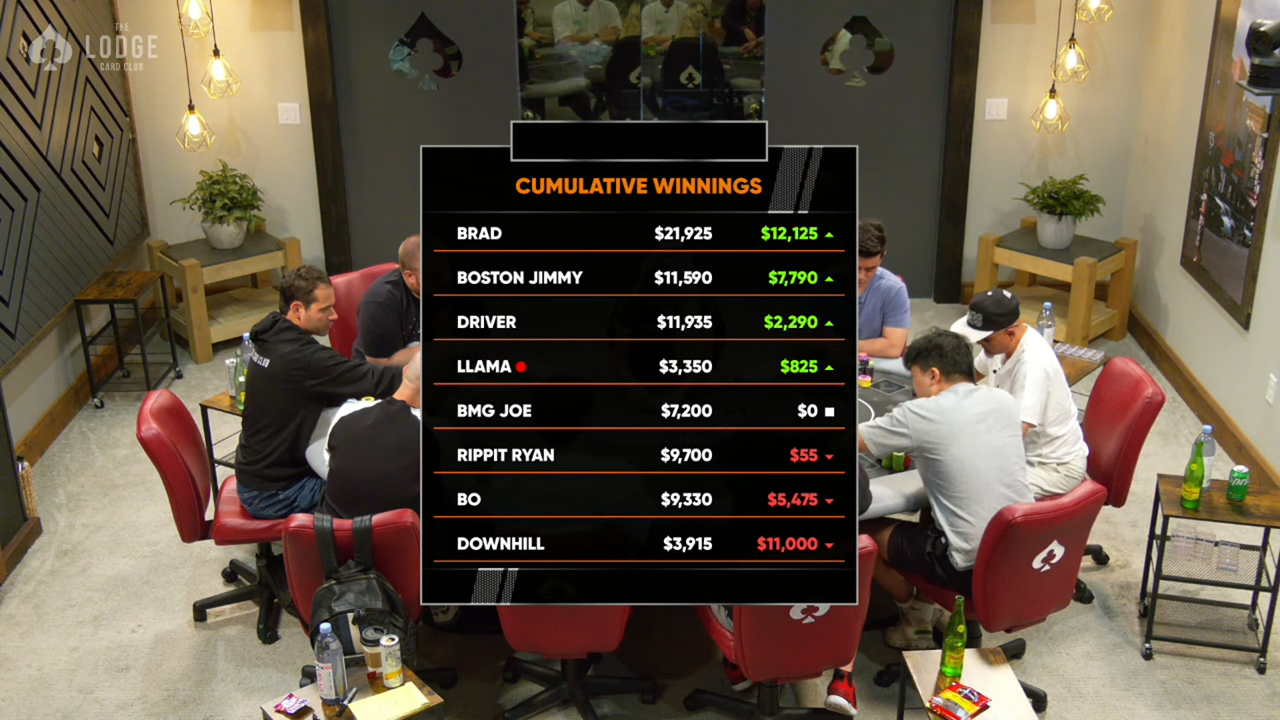 THE
LODGE
CARD CLUB
CUMULATIVE WINNINGS
BRAD $21,925 $12,125
BOSTON JIMMY $11,590 $7,790
DRIVER $11,935 $2,290
LLAMA $3,350 $825
BMG JOE $7,200 $0
RIPPIT RYAN $9,700 $55
BO $9,330 $5,475
DOWNHILL $3,915 $11,000